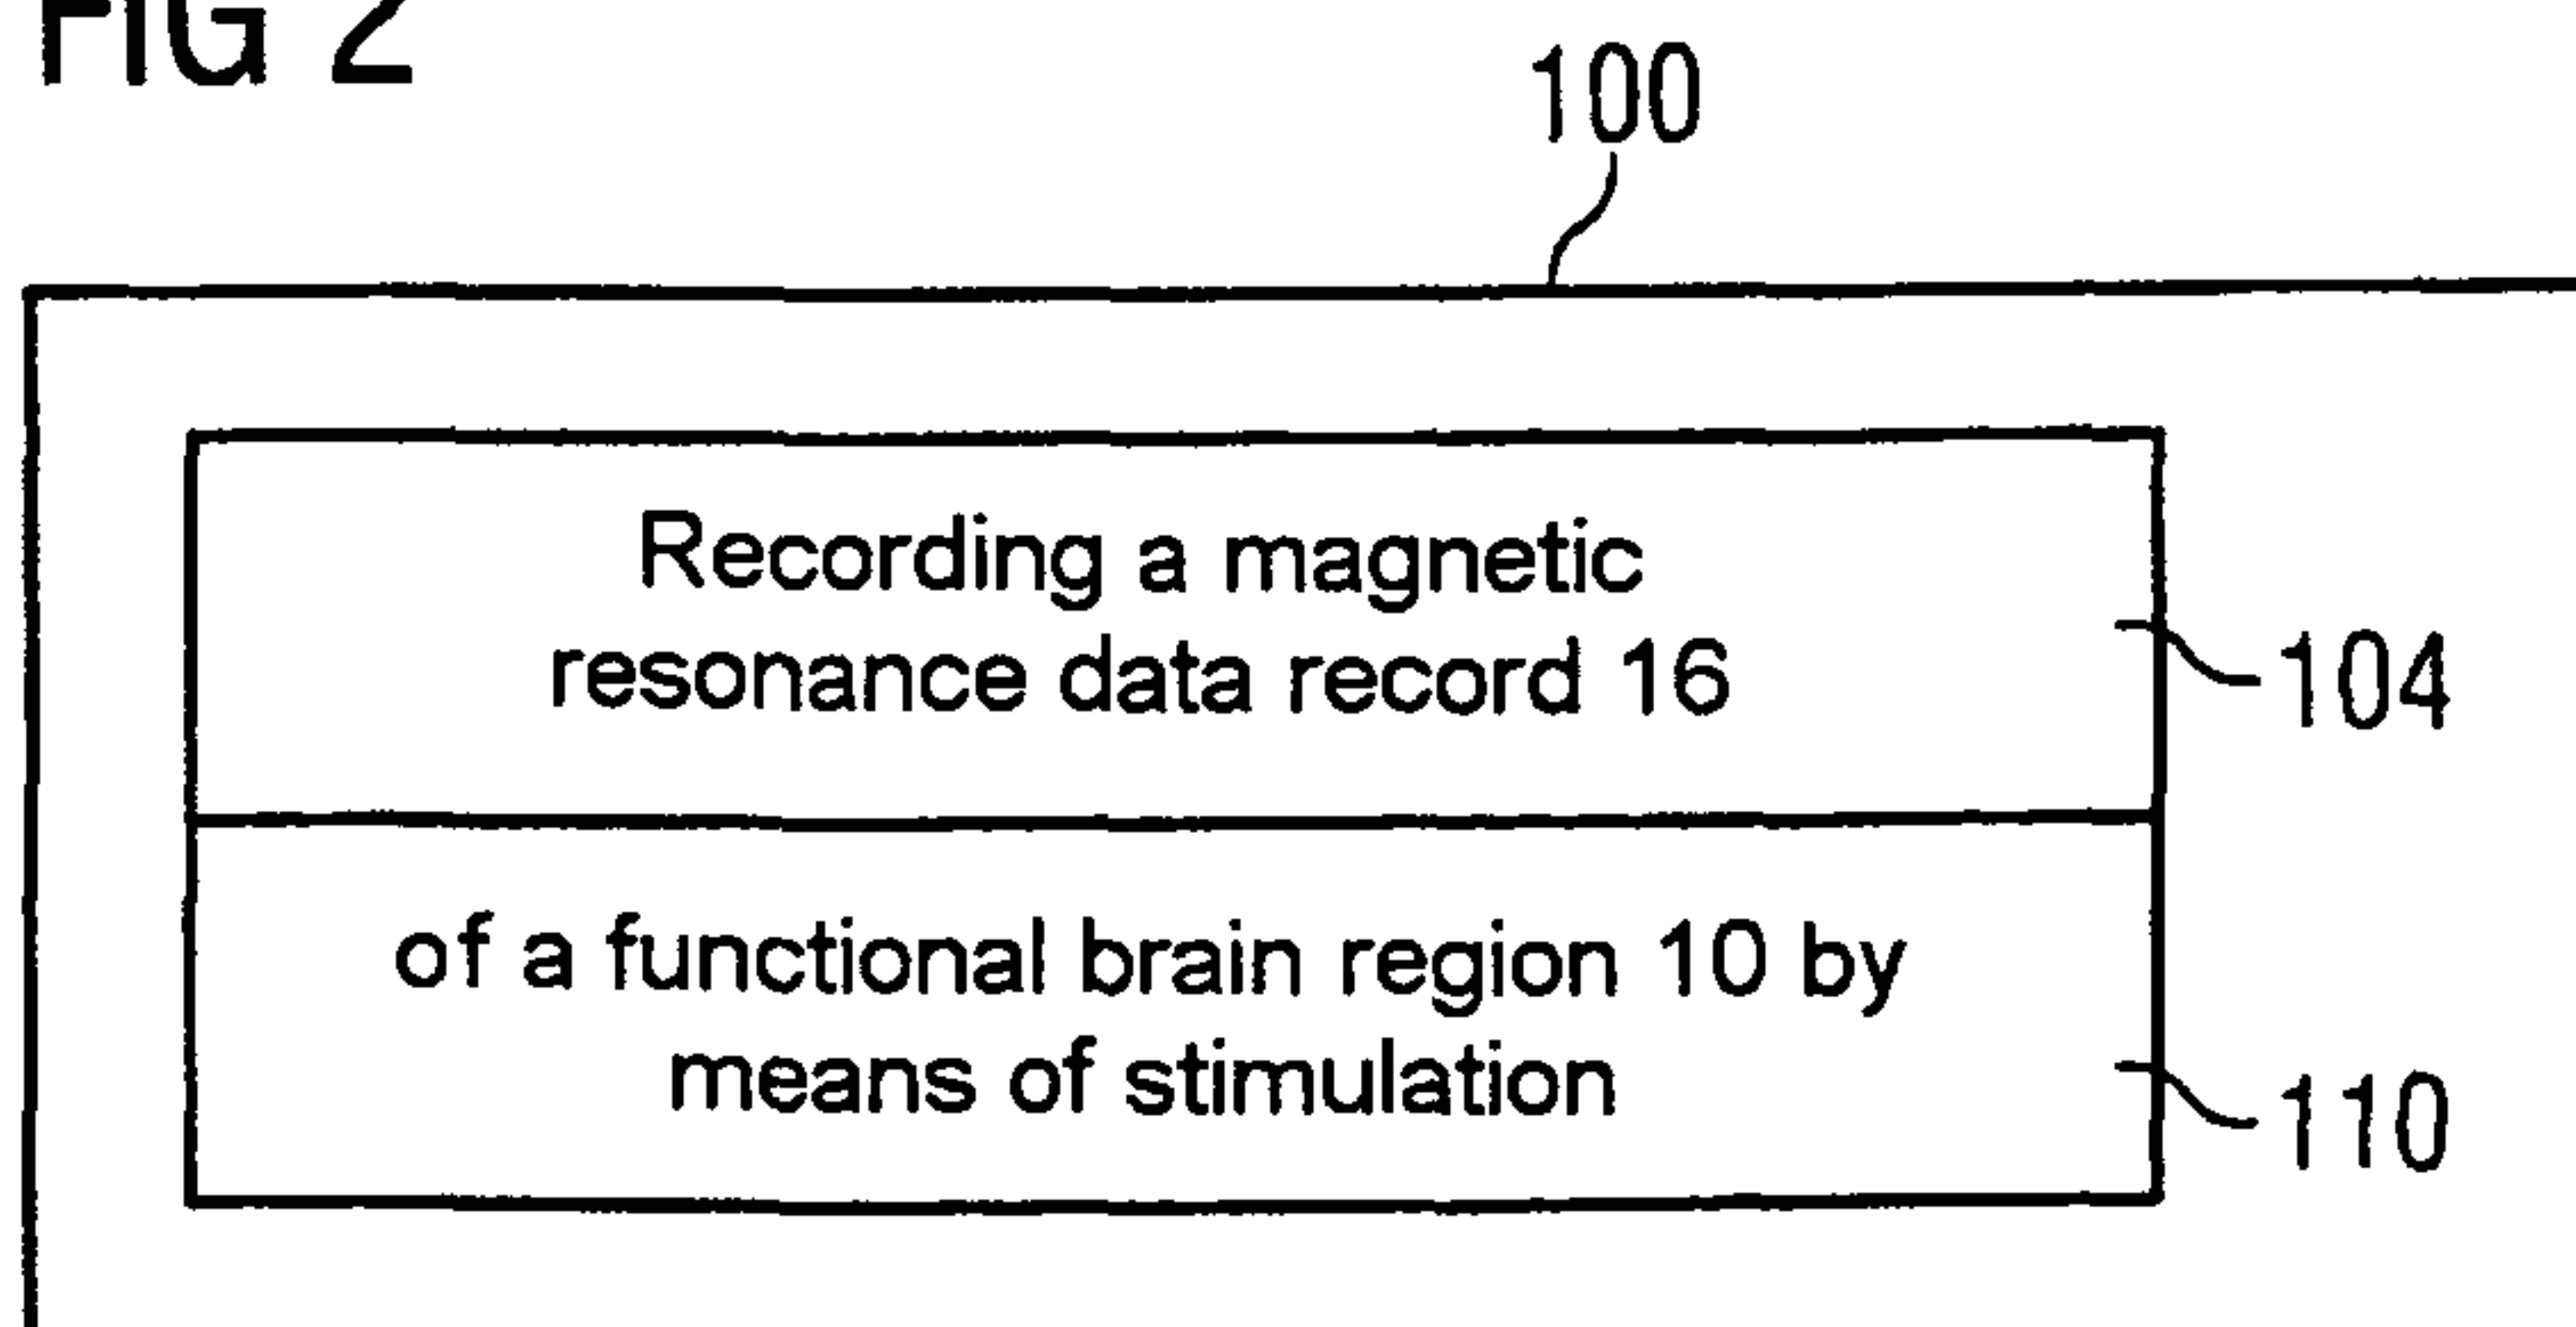 FIG 2
100
Recording a magnetic
resonance data record 16
104
of a functional brain region 10 by
means of stimulation
110